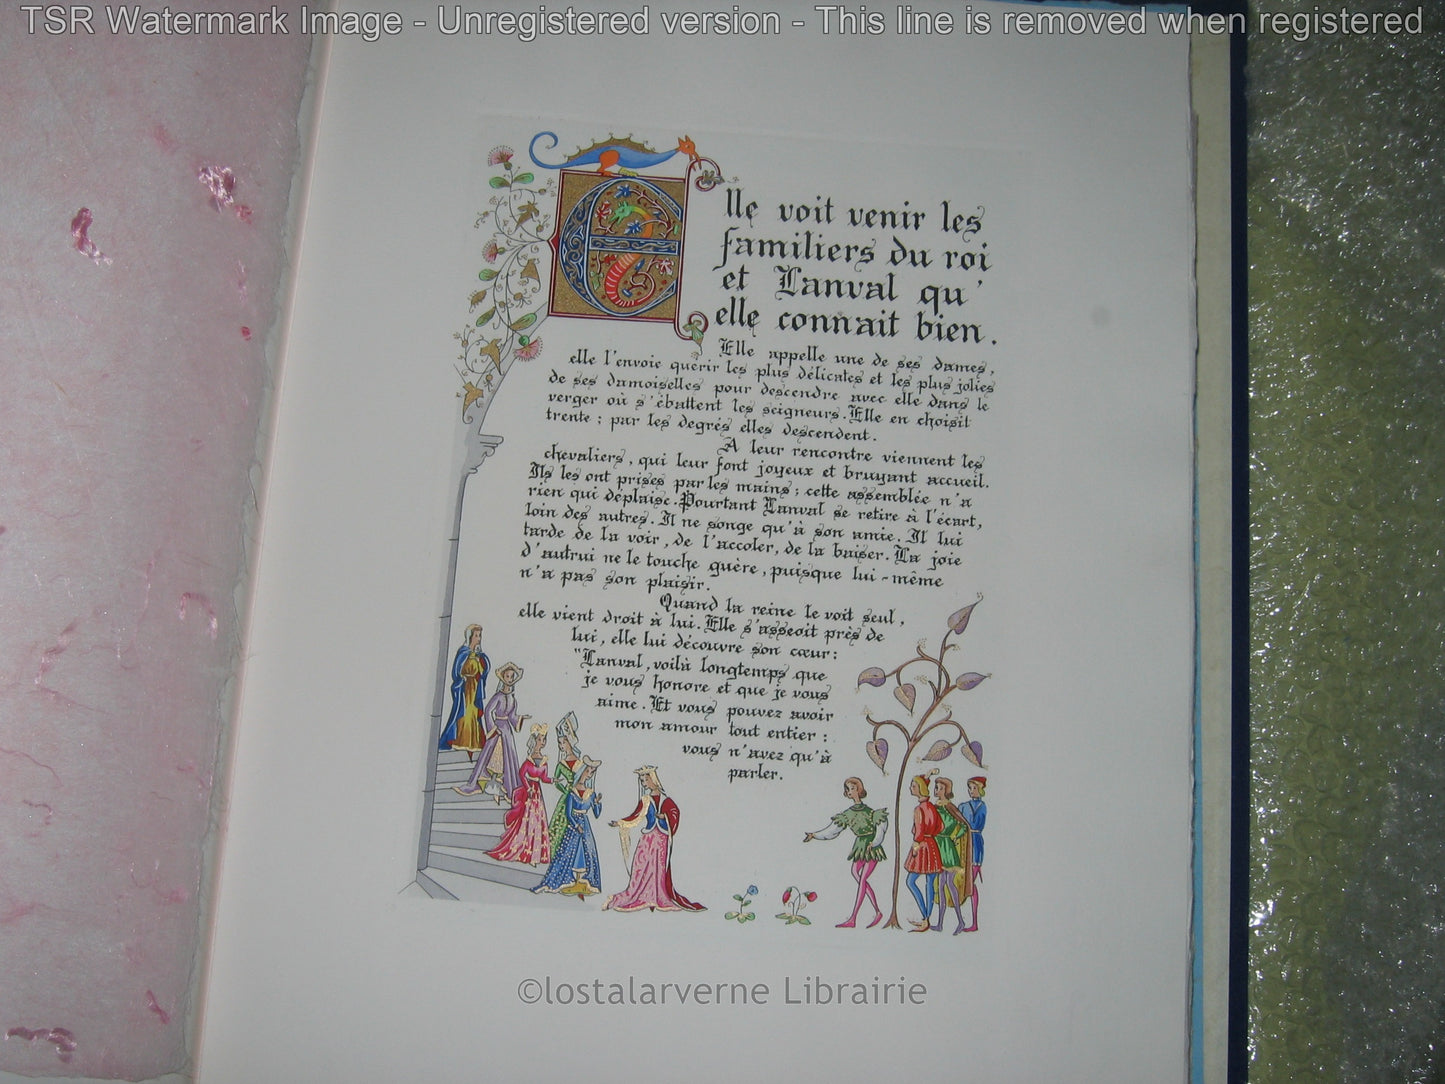 TSR Watermark Image - Unregistered version - This line is removed when registered
Elle voit venir les
familiers du roi
et Lanval qu'
elle connait bien.
Elle appelle une de ses dames,
elle l'envoie quérir les plus délicates et les plus jolies
de ses damoiselles pour descendre avec elle dans le
verger où s'ébattent les seigneurs. Elle en choisit
trente ; par les degrés elles descendent.
A leur rencontre viennent les
chevaliers, qui leur font joyeux et bruyant accueil.
Ils les ont prises par les mains ; cette assemblée n'a
rien qui déplaise. Pourtant Lanval se retire à l'écart,
loin des autres. Il ne songe qu'à son amie. Il lui
tarde de la voir, de l'accoler, de la baiser. La joie
d'autrui ne le touche guère, puisque lui-même
n'a pas son plaisir.
Quand la reine le voit seul,
elle vient droit à lui. Elle s'asseoit près de
lui, elle lui découvre son cœur :
"Lanval, voilà longtemps que
je vous honore et que je vous
aime. Et vous pouvez avoir
mon amour tout entier :
vous n'avez qu'à
parler.
©lostalarverne Librairie